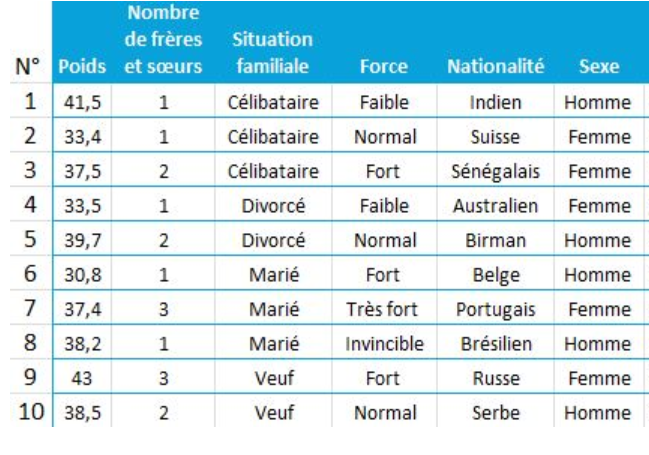 N° Poids Nombre de frères et sœurs Situation familiale Force Nationalité Sexe
1 41,5 1 Célibataire Faible Indien Homme
2 33,4 1 Célibataire Normal Suisse Femme
3 37,5 2 Célibataire Fort Sénégalais Femme
4 33,5 1 Divorcé Faible Australien Femme
5 39,7 2 Divorcé Normal Birman Homme
6 30,8 1 Marié Fort Belge Homme
7 37,4 3 Marié Très fort Portugais Femme
8 38,2 1 Marié Invincible Brésilien Homme
9 43 3 Veuf Fort Russe Femme
10 38,5 2 Veuf Normal Serbe Homme